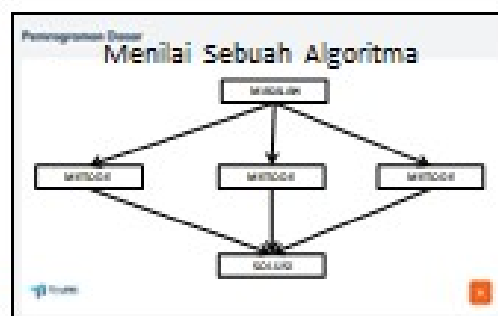 Pemrograman Dasar
Menilai Sebuah Algoritma
MASALAH
METODE METODE METODE
SOLUSI